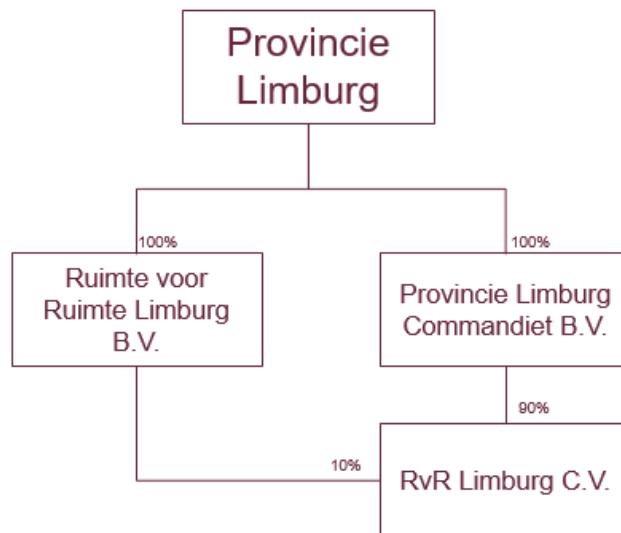 Provincie
Limburg
100%
100%
Ruimte voor
Ruimte Limburg
B.V.
Provincie Limburg
Commandiet B.V.
90%
10%
RvR Limburg C.V.